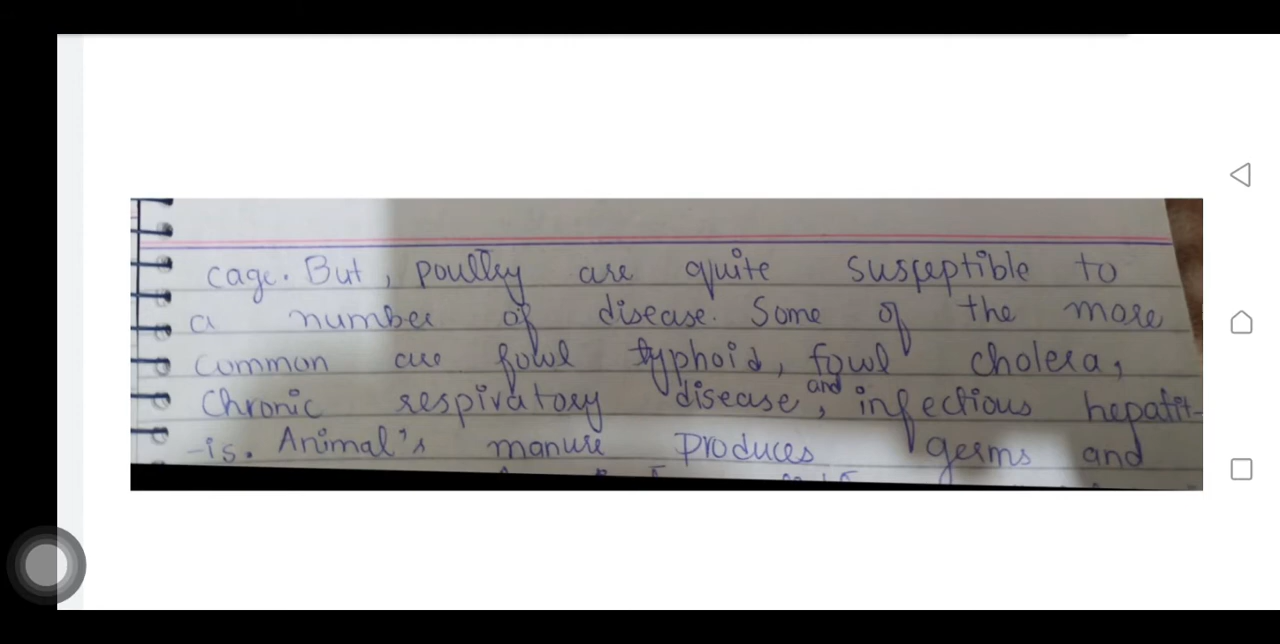 cage. But, poultry are quite susceptible to
a number of disease. Some of the more
common are fowl typhoid, fowl cholera,
Chronic respiratory disease, and infectious hepatit-
-is. Animal's manure produces germs and